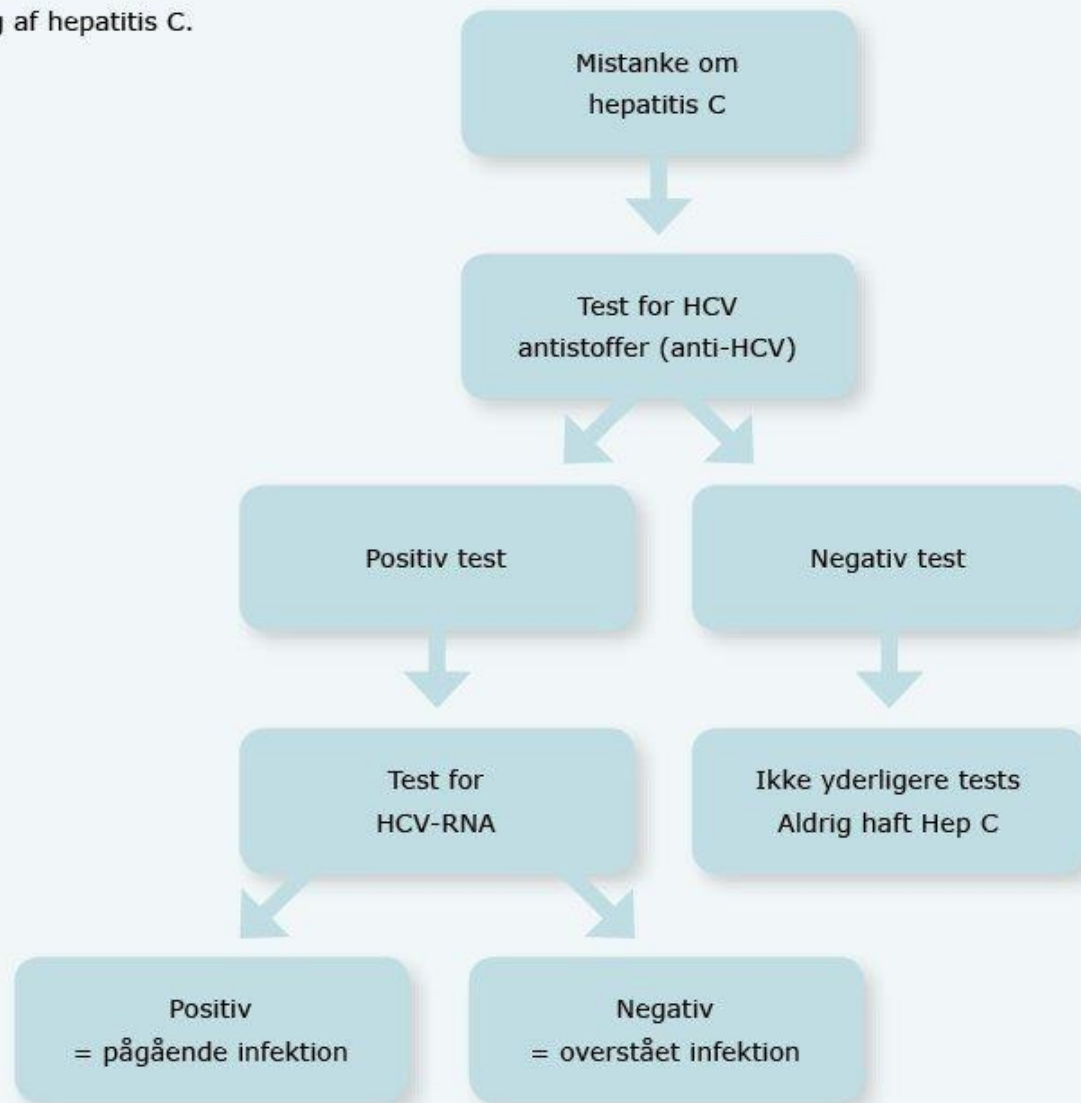 af hepatitis C.
Mistanke om
hepatitis C
Test for HCV
antistoffer (anti-HCV)
Positiv test
Negativ test
Test for
HCV-RNA
Ikke yderligere tests
Aldrig haft Hep C
Positiv
= pågående infektion
Negativ
= overstået infektion